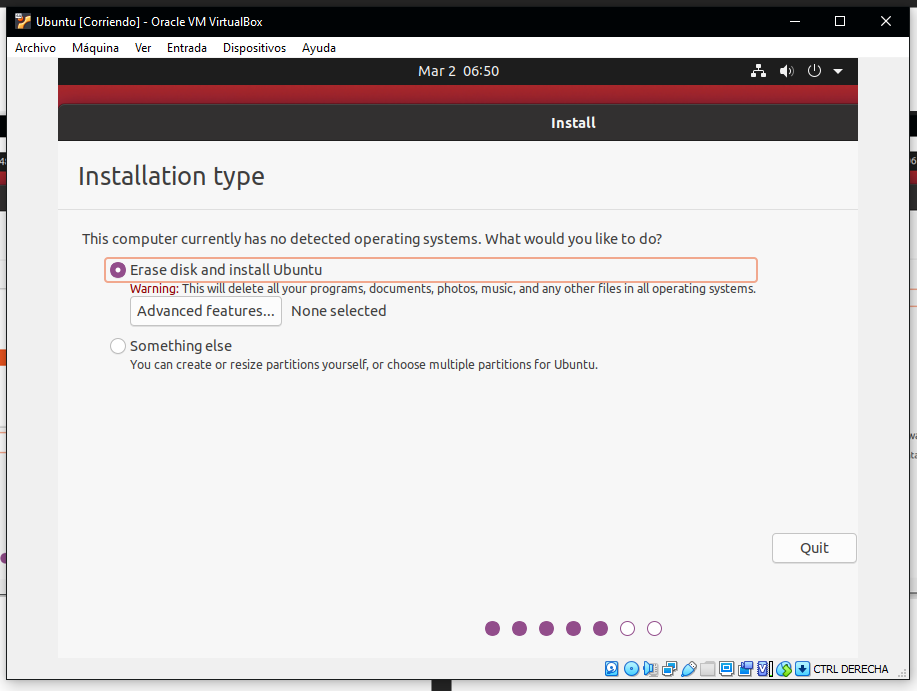 Ubuntu [Corriendo] - Oracle VM VirtualBox
Archivo Máquina Ver Entrada Dispositivos Ayuda
Mar 2 06:50
Install
Installation type
This computer currently has no detected operating systems. What would you like to do?
Erase disk and install Ubuntu
Warning: This will delete all your programs, documents, photos, music, and any other files in all operating systems.
Advanced features... None selected
Something else
You can create or resize partitions yourself, or choose multiple partitions for Ubuntu.
Quit
CTRL DERECHA